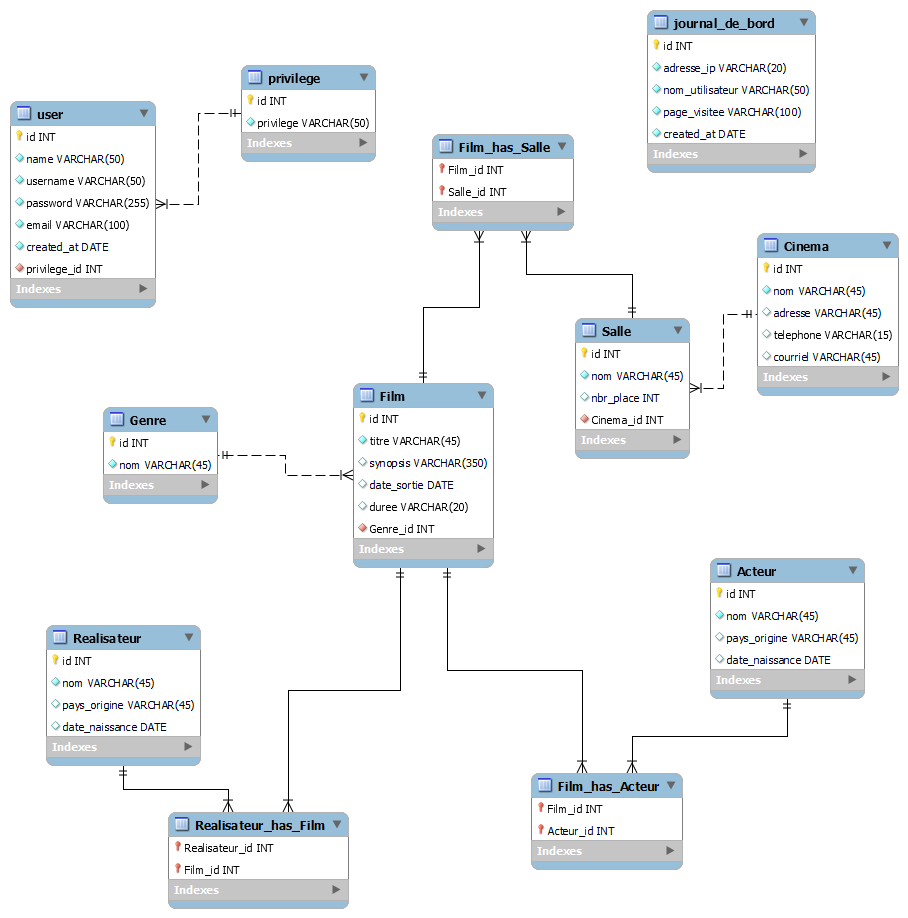 journal_de_bord
id INT
adresse_ip VARCHAR(20)
nom_utilisateur VARCHAR(50)
page_visitee VARCHAR(100)
created_at DATE
Indexes
privilege
id INT
privilege VARCHAR(50)
Indexes
user
id INT
name VARCHAR(50)
username VARCHAR(50)
password VARCHAR(255)
email VARCHAR(100)
created_at DATE
privilege_id INT
Indexes
Film_has_Salle
Film_id INT
Salle_id INT
Indexes
Cinema
id INT
nom VARCHAR(45)
adresse VARCHAR(45)
telephone VARCHAR(15)
courriel VARCHAR(45)
Indexes
Salle
id INT
nom VARCHAR(45)
nbr_place INT
Cinema_id INT
Indexes
Film
id INT
titre VARCHAR(45)
synopsis VARCHAR(350)
date_sortie DATE
duree VARCHAR(20)
Genre_id INT
Indexes
Genre
id INT
nom VARCHAR(45)
Indexes
Acteur
id INT
nom VARCHAR(45)
pays_origine VARCHAR(45)
date_naissance DATE
Indexes
Realisateur
id INT
nom VARCHAR(45)
pays_origine VARCHAR(45)
date_naissance DATE
Indexes
Film_has_Acteur
Film_id INT
Acteur_id INT
Indexes
Realisateur_has_Film
Realisateur_id INT
Film_id INT
Indexes